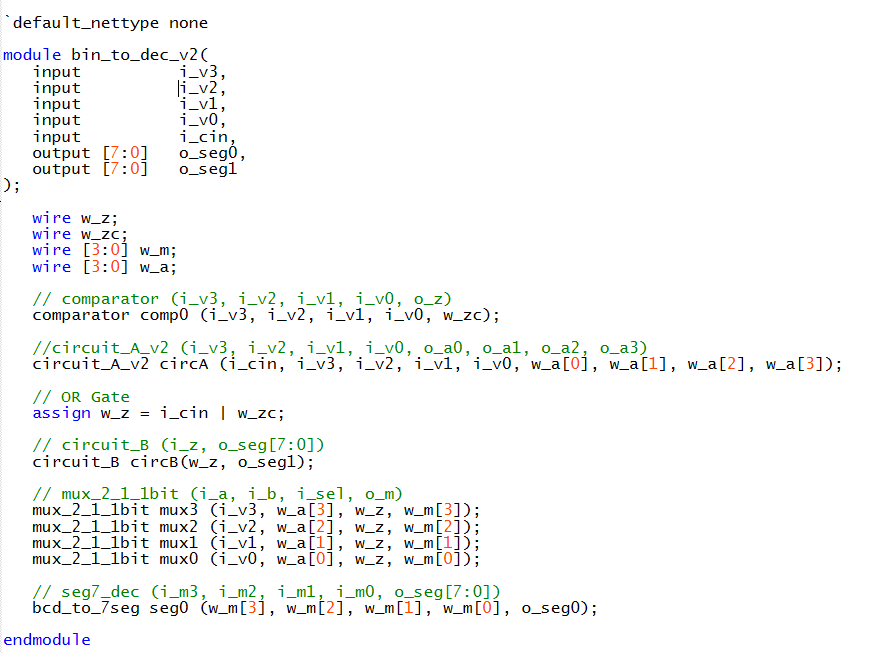 `default_nettype none
module bin_to_dec_v2(
input i_v3,
input i_v2,
input i_v1,
input i_v0,
input i_cin,
output [7:0] o_seg0,
output [7:0] o_seg1
);
wire w_z;
wire w_zc;
wire [3:0] w_m;
wire [3:0] w_a;
// comparator (i_v3, i_v2, i_v1, i_v0, o_z)
comparator comp0 (i_v3, i_v2, i_v1, i_v0, w_zc);
//circuit_A_v2 (i_v3, i_v2, i_v1, i_v0, o_a0, o_a1, o_a2, o_a3)
circuit_A_v2 circA (i_cin, i_v3, i_v2, i_v1, i_v0, w_a[0], w_a[1], w_a[2], w_a[3]);
// OR Gate
assign w_z = i_cin | w_zc;
// circuit_B (i_z, o_seg[7:0])
circuit_B circB(w_z, o_seg1);
// mux_2_1_1bit (i_a, i_b, i_sel, o_m)
mux_2_1_1bit mux3 (i_v3, w_a[3], w_z, w_m[3]);
mux_2_1_1bit mux2 (i_v2, w_a[2], w_z, w_m[2]);
mux_2_1_1bit mux1 (i_v1, w_a[1], w_z, w_m[1]);
mux_2_1_1bit mux0 (i_v0, w_a[0], w_z, w_m[0]);
// seg7_dec (i_m3, i_m2, i_m1, i_m0, o_seg[7:0])
bcd_to_7seg seg0 (w_m[3], w_m[2], w_m[1], w_m[0], o_seg0);
endmodule